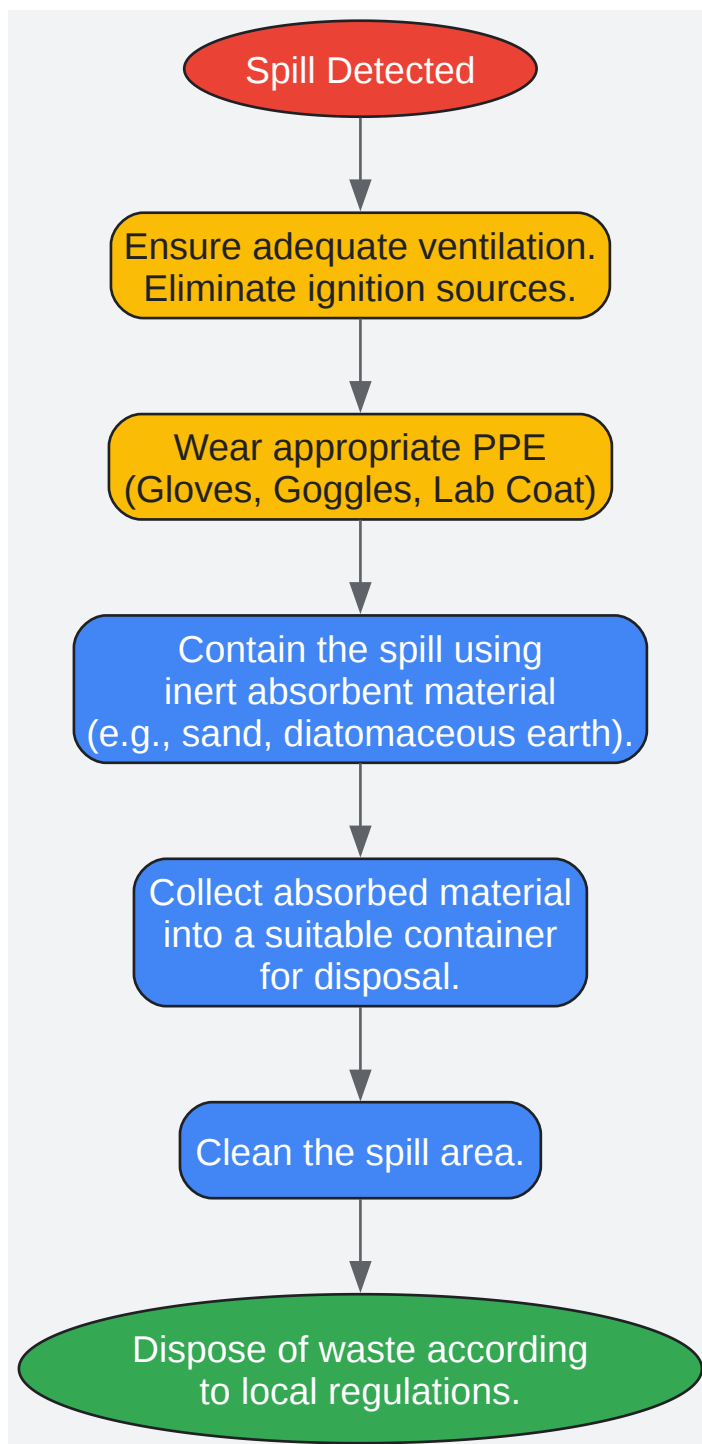 Spill Detected
Ensure adequate ventilation.
Eliminate ignition sources.
Wear appropriate PPE
(Gloves, Goggles, Lab Coat)
Contain the spill using
inert absorbent material
(e.g., sand, diatomaceous earth).
Collect absorbed material
into a suitable container
for disposal.
Clean the spill area.
Dispose of waste according
to local regulations.